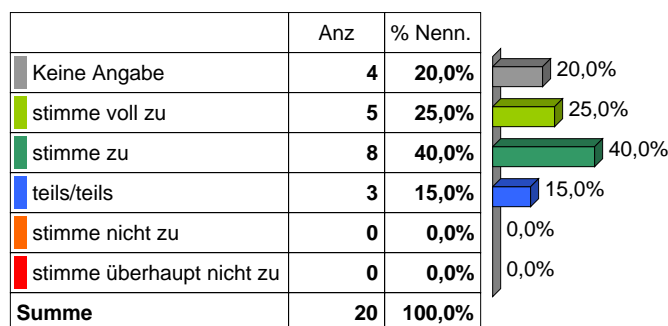 Anz % Nenn.
Keine Angabe 4 20,0% 20,0%
stimme voll zu 5 25,0% 25,0%
stimme zu 8 40,0% 40,0%
teils/teils 3 15,0% 15,0%
stimme nicht zu 0 0,0% 0,0%
stimme überhaupt nicht zu 0 0,0% 0,0%
Summe 20 100,0%